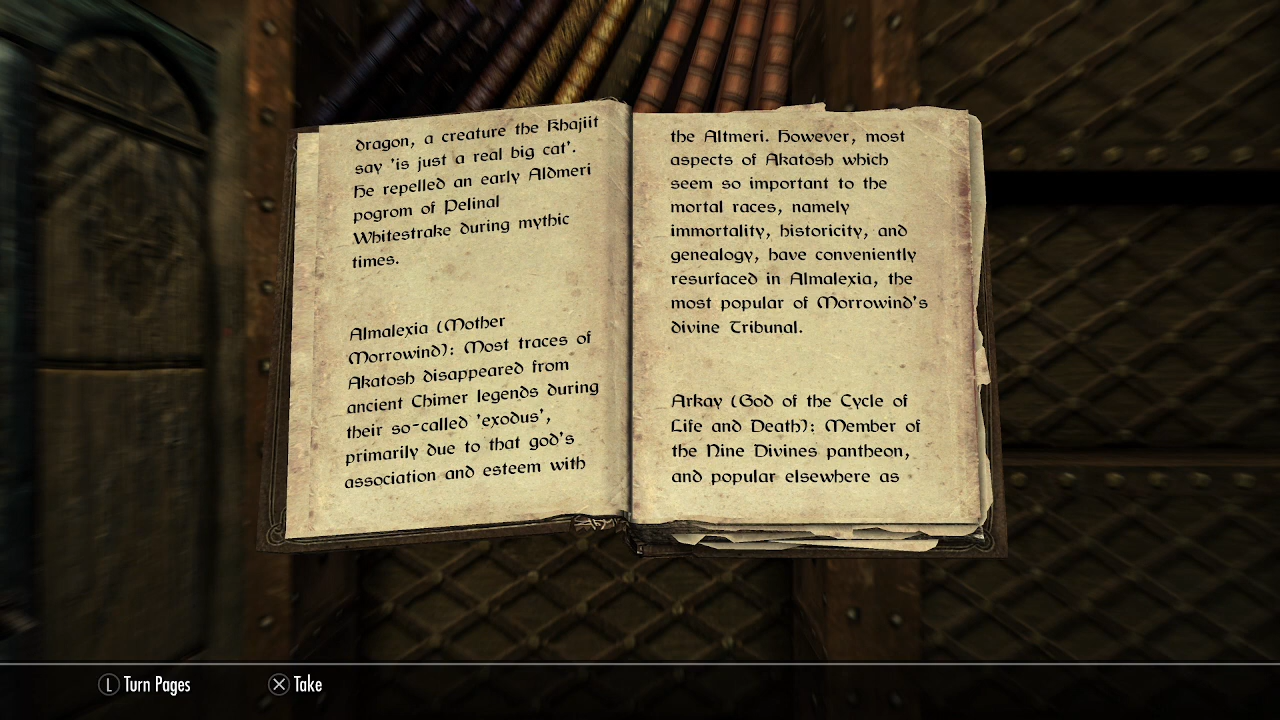 dragon, a creature the Khajiit
say 'is just a real big cat'.
He repelled an early Aldmeri
pogrom of Pelinal
Whitestrake during mythic
times.
Almalexia (Mother
Morrowind): Most traces of
Akatosh disappeared from
ancient Chimer legends during
their so-called 'exodus',
primarily due to that god's
association and esteem with
the Altmeri. However, most
aspects of Akatosh which
seem so important to the
mortal races, namely
immortality, historicity, and
genealogy, have conveniently
resurfaced in Almalexia, the
most popular of Morrowind's
divine Tribunal.
Arkay (God of the Cycle of
Life and Death): Member of
the Nine Divines pantheon,
and popular elsewhere as
L Turn Pages
X Take